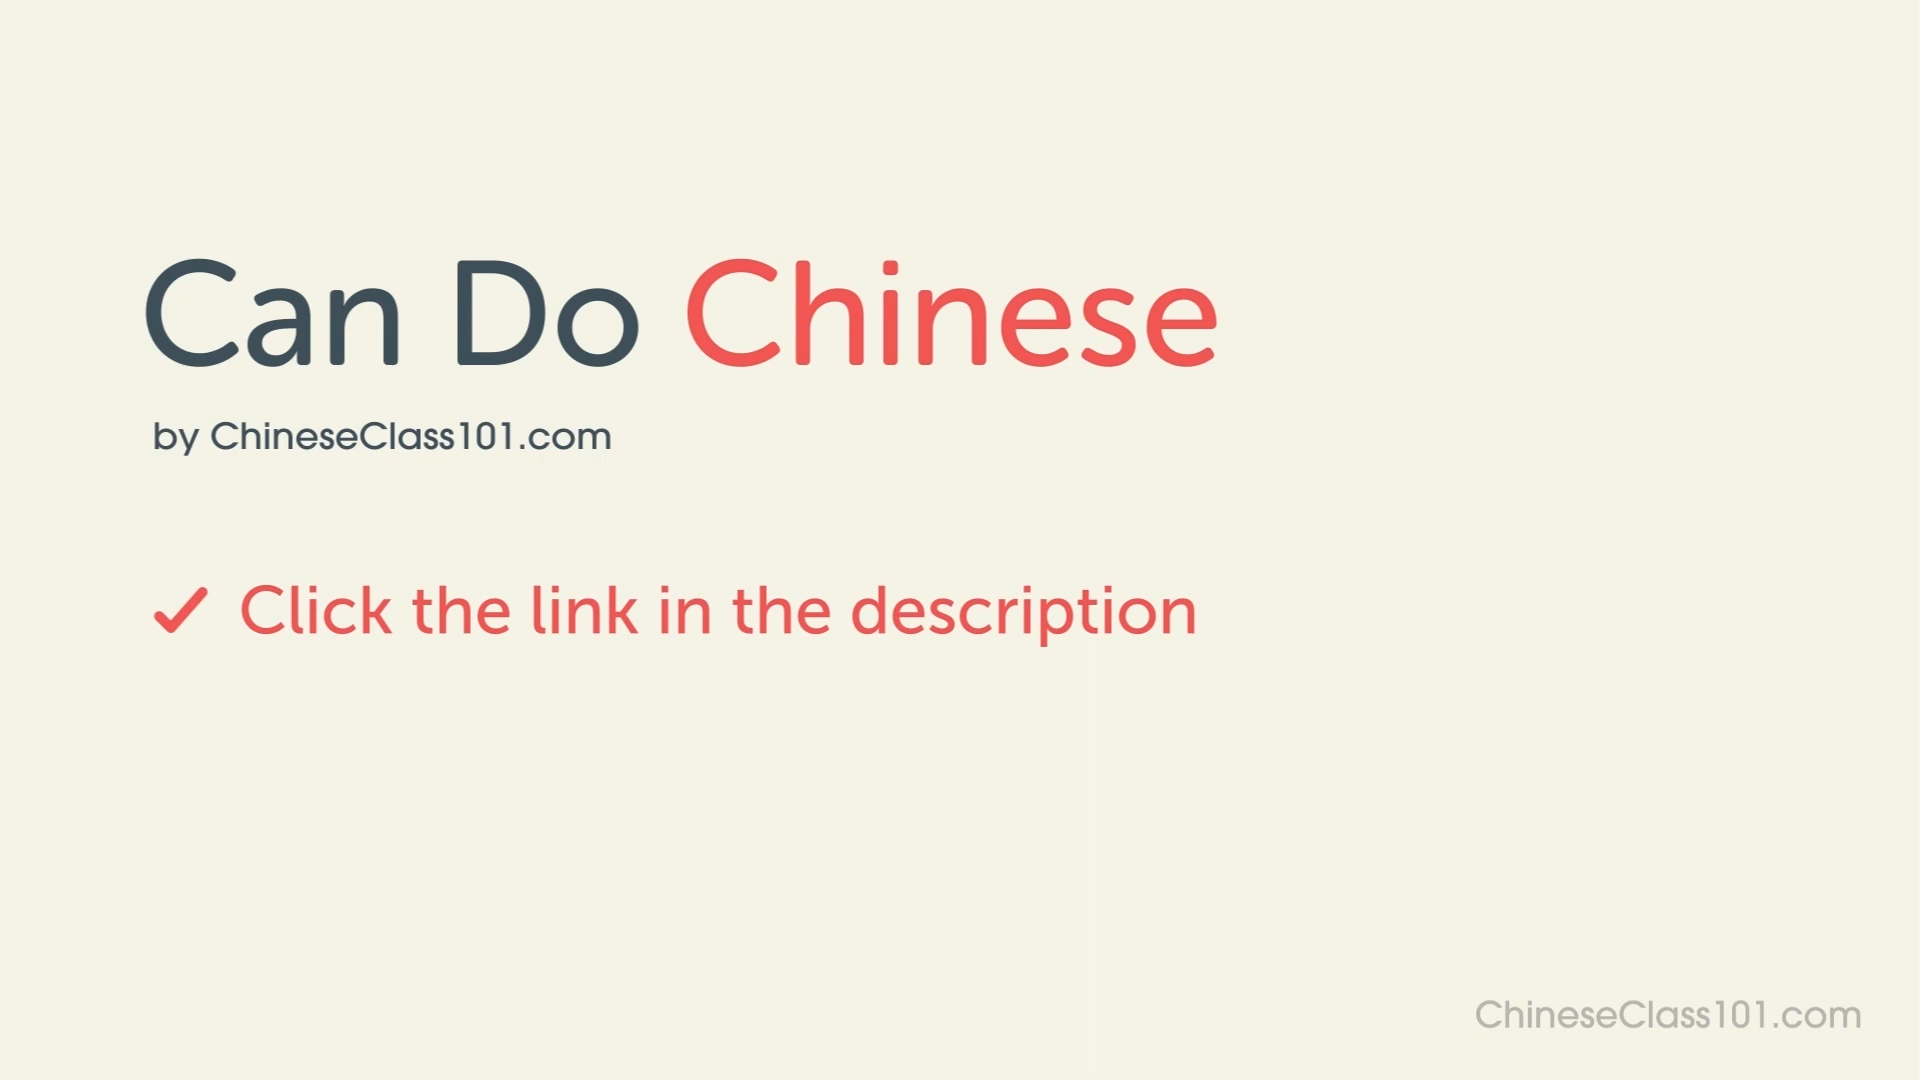 Can Do Chinese
by ChineseClass101.com
Click the link in the description
ChineseClass101.com